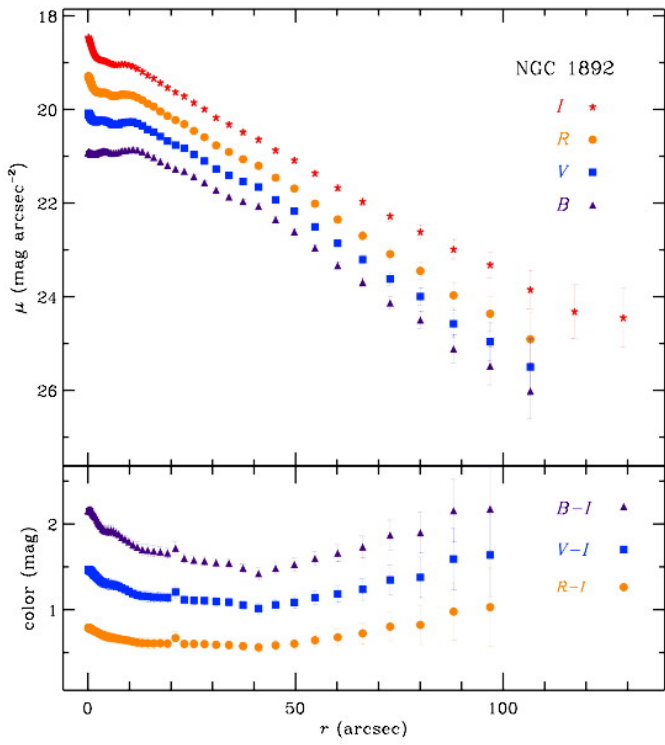 18
20
22
24
26
μ (mag arcsec⁻²)
NGC 1892
I
R
V
B
2
1
color (mag)
B−I
V−I
R−I
0
50
100
r (arcsec)